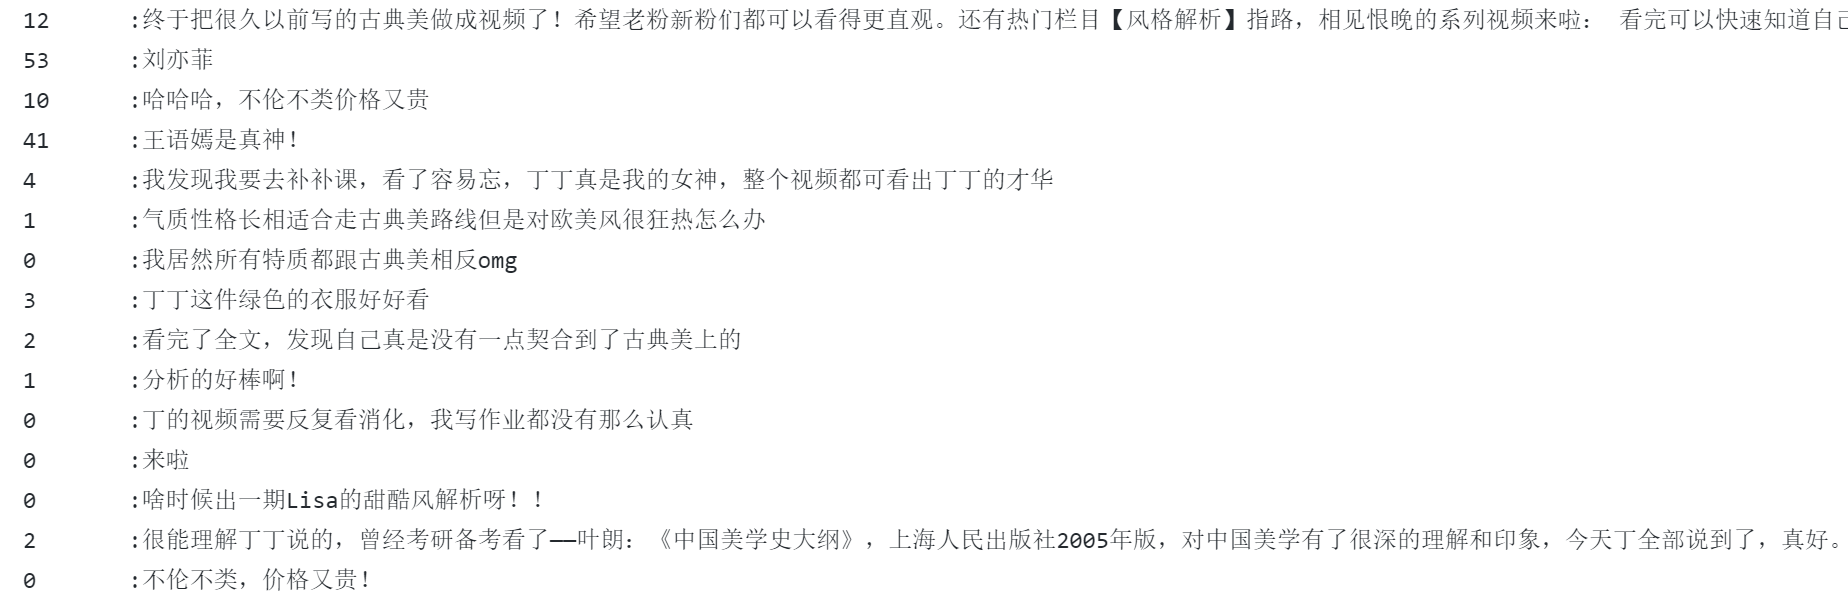 12 :终于把很久以前写的古典美做成视频了！希望老粉新粉们都可以看得更直观。还有热门栏目【风格解析】指路，相见恨晚的系列视频来啦： 看完可以快速知道自
53 :刘亦菲
10 :哈哈哈，不伦不类价格又贵
41 :王语嫣是真神！
4 :我发现我要去补补课，看了容易忘，丁丁真是我的女神，整个视频都可看出丁丁的才华
1 :气质性格长相适合走古典美路线但是对欧美风很狂热怎么办
0 :我居然所有特质都跟古典美相反omg
3 :丁丁这件绿色的衣服好好看
2 :看完了全文，发现自己真是没有一点契合到了古典美上的
1 :分析的好棒啊！
0 :丁的视频需要反复看消化，我写作业都没有那么认真
0 :来啦
0 :啥时候出一期Lisa的甜酷风解析呀！！
2 :很能理解丁丁说的，曾经考研备考看了——叶朗：《中国美学史大纲》，上海人民出版社2005年版，对中国美学有了很深的理解和印象，今天丁全部说到了，真好。
0 :不伦不类，价格又贵！